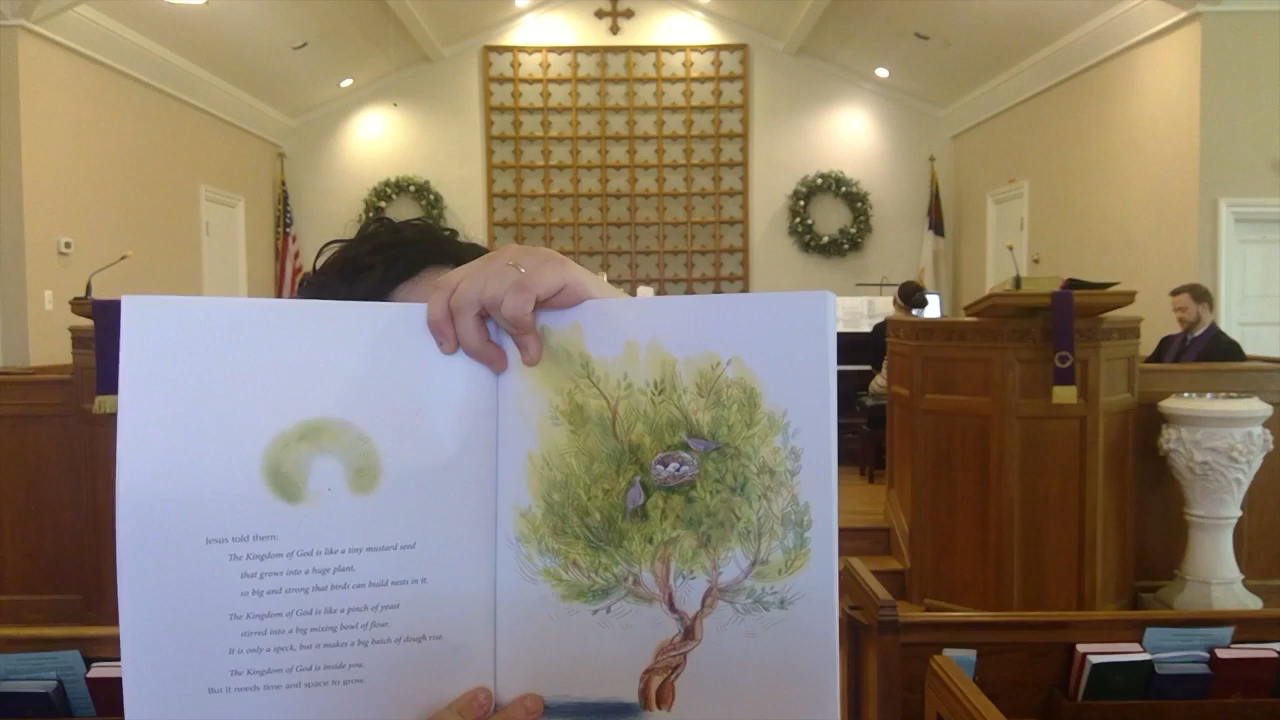 Jesus told them:
The Kingdom of God is like a tiny mustard seed
that grows into a huge plant,
so big and strong that birds can build nests in it.
The Kingdom of God is like a pinch of yeast
stirred into a big mixing bowl of flour.
It is only a speck, but it makes a big batch of dough rise.
The Kingdom of God is inside you.
But it needs time and space to grow.